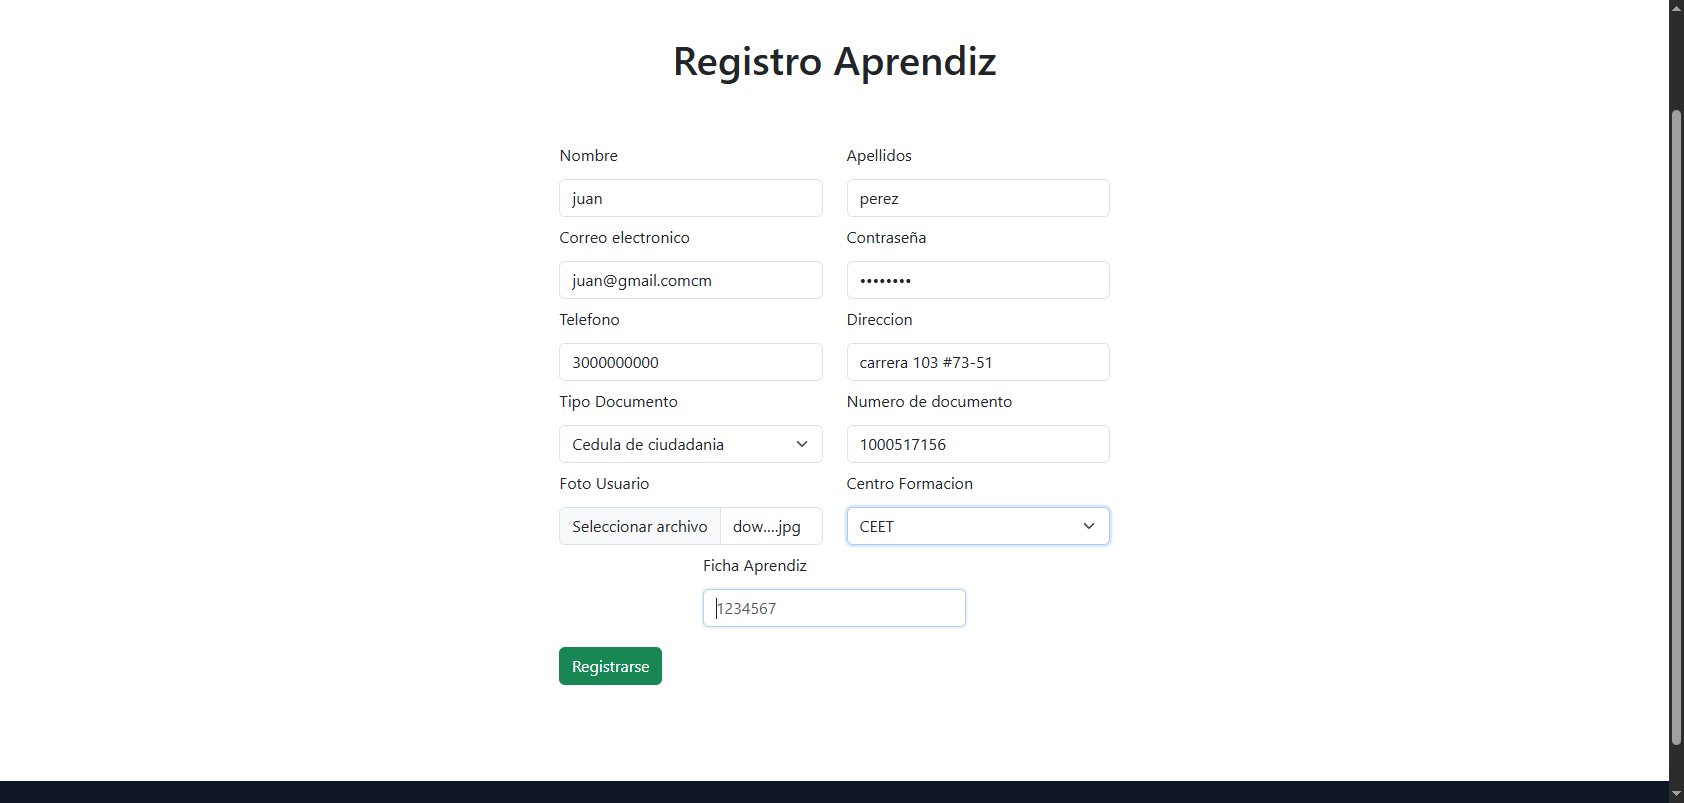 Registro Aprendiz
Nombre
Apellidos
juan
perez
Correo electronico
Contraseña
juan@gmail.comcm
••••••••
Telefono
Direccion
3000000000
carrera 103 #73-51
Tipo Documento
Numero de documento
Cedula de ciudadania
1000517156
Foto Usuario
Centro Formacion
Seleccionar archivo dow....jpg
CEET
Ficha Aprendiz
1234567
Registrarse